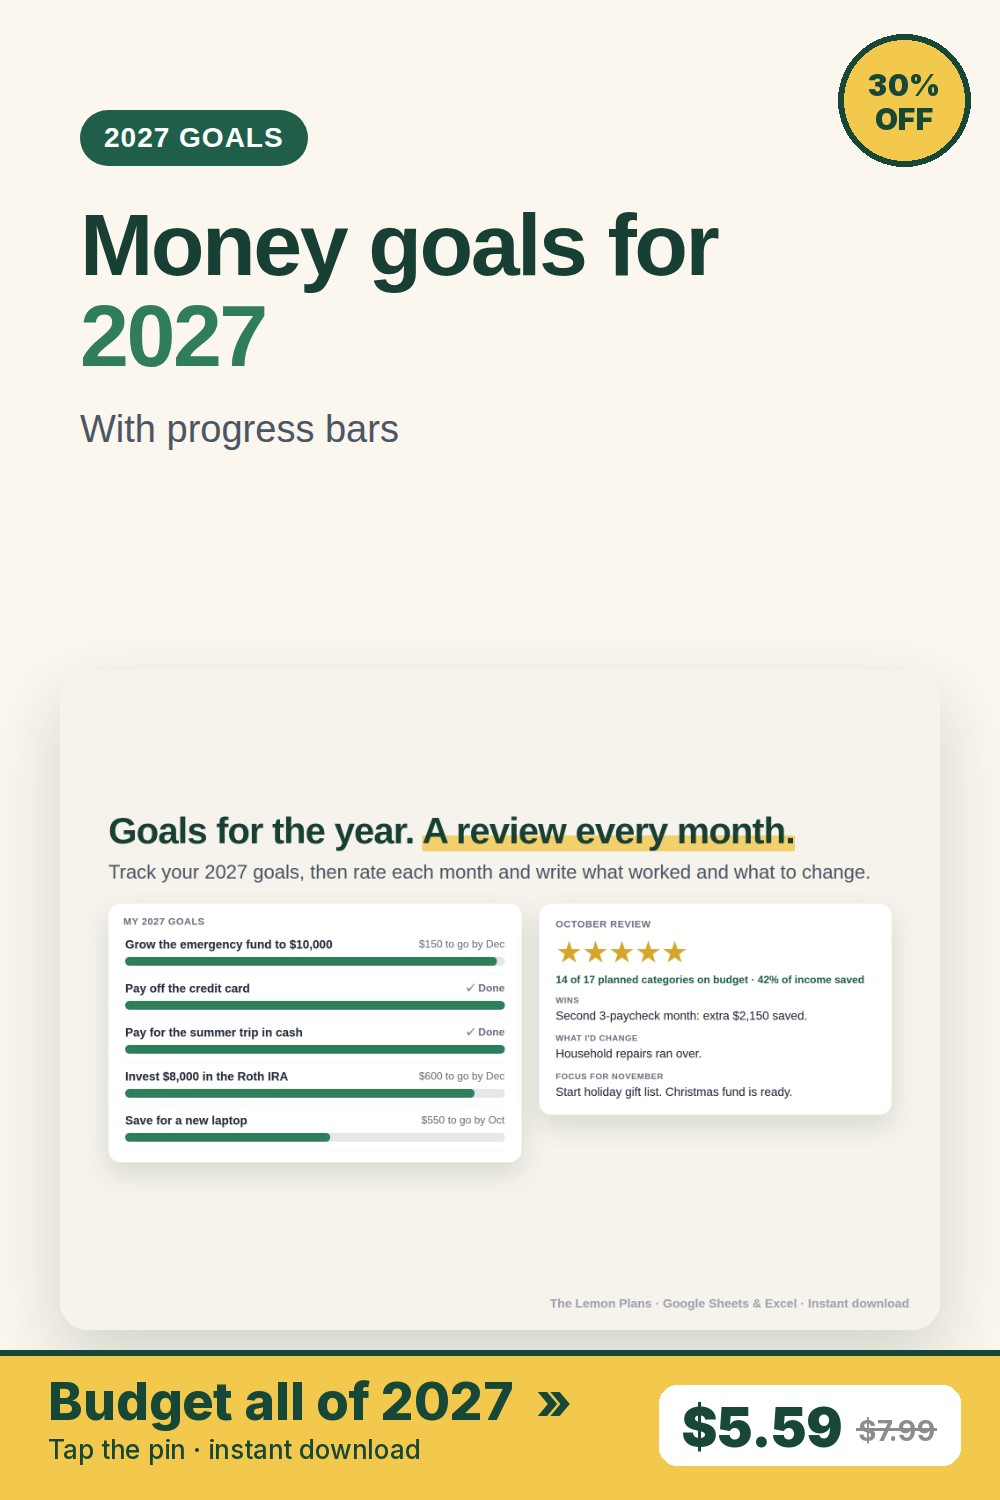 30%
OFF
2027 GOALS
Money goals for
2027
With progress bars
Goals for the year. A review every month.
Track your 2027 goals, then rate each month and write what worked and what to change.
MY 2027 GOALS
Grow the emergency fund to $10,000 $150 to go by Dec
Pay off the credit card ✓ Done
Pay for the summer trip in cash ✓ Done
Invest $8,000 in the Roth IRA $600 to go by Dec
Save for a new laptop $550 to go by Oct
OCTOBER REVIEW
★★★★★
14 of 17 planned categories on budget · 42% of income saved
WINS
Second 3-paycheck month: extra $2,150 saved.
WHAT I'D CHANGE
Household repairs ran over.
FOCUS FOR NOVEMBER
Start holiday gift list. Christmas fund is ready.
The Lemon Plans · Google Sheets & Excel · Instant download
Budget all of 2027 »
Tap the pin · instant download
$5.59 $7.99